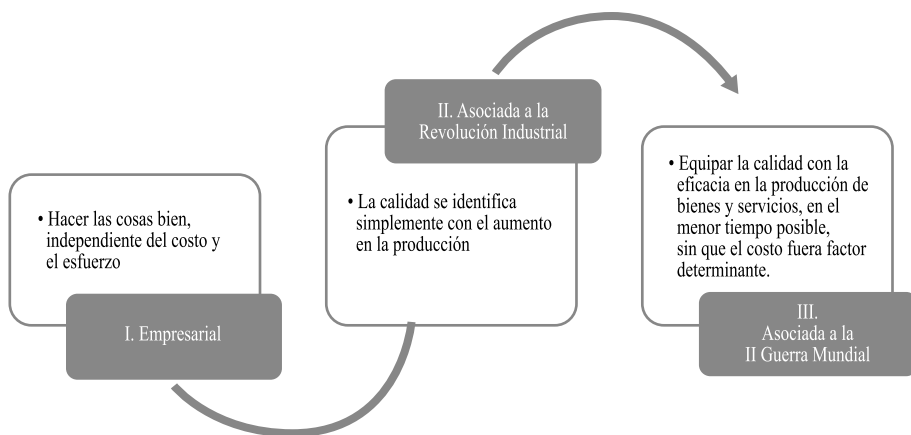 • Hacer las cosas bien,
independiente del costo y
el esfuerzo
I. Empresarial
II. Asociada a la
Revolución Industrial
• La calidad se identifica
simplemente con el aumento
en la producción
• Equipar la calidad con la
eficacia en la producción de
bienes y servicios, en el
menor tiempo posible,
sin que el costo fuera factor
determinante.
III.
Asociada a la
II Guerra Mundial